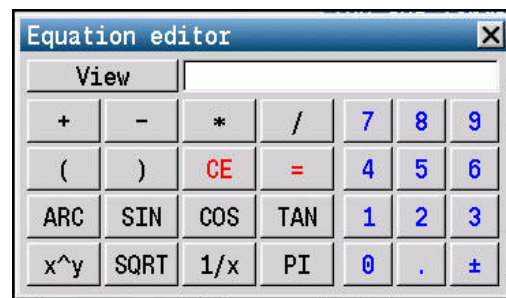 Equation editor
View
+ - * / 7 8 9
( ) CE = 4 5 6
ARC SIN COS TAN 1 2 3
x^y SQRT 1/x PI 0 . ±